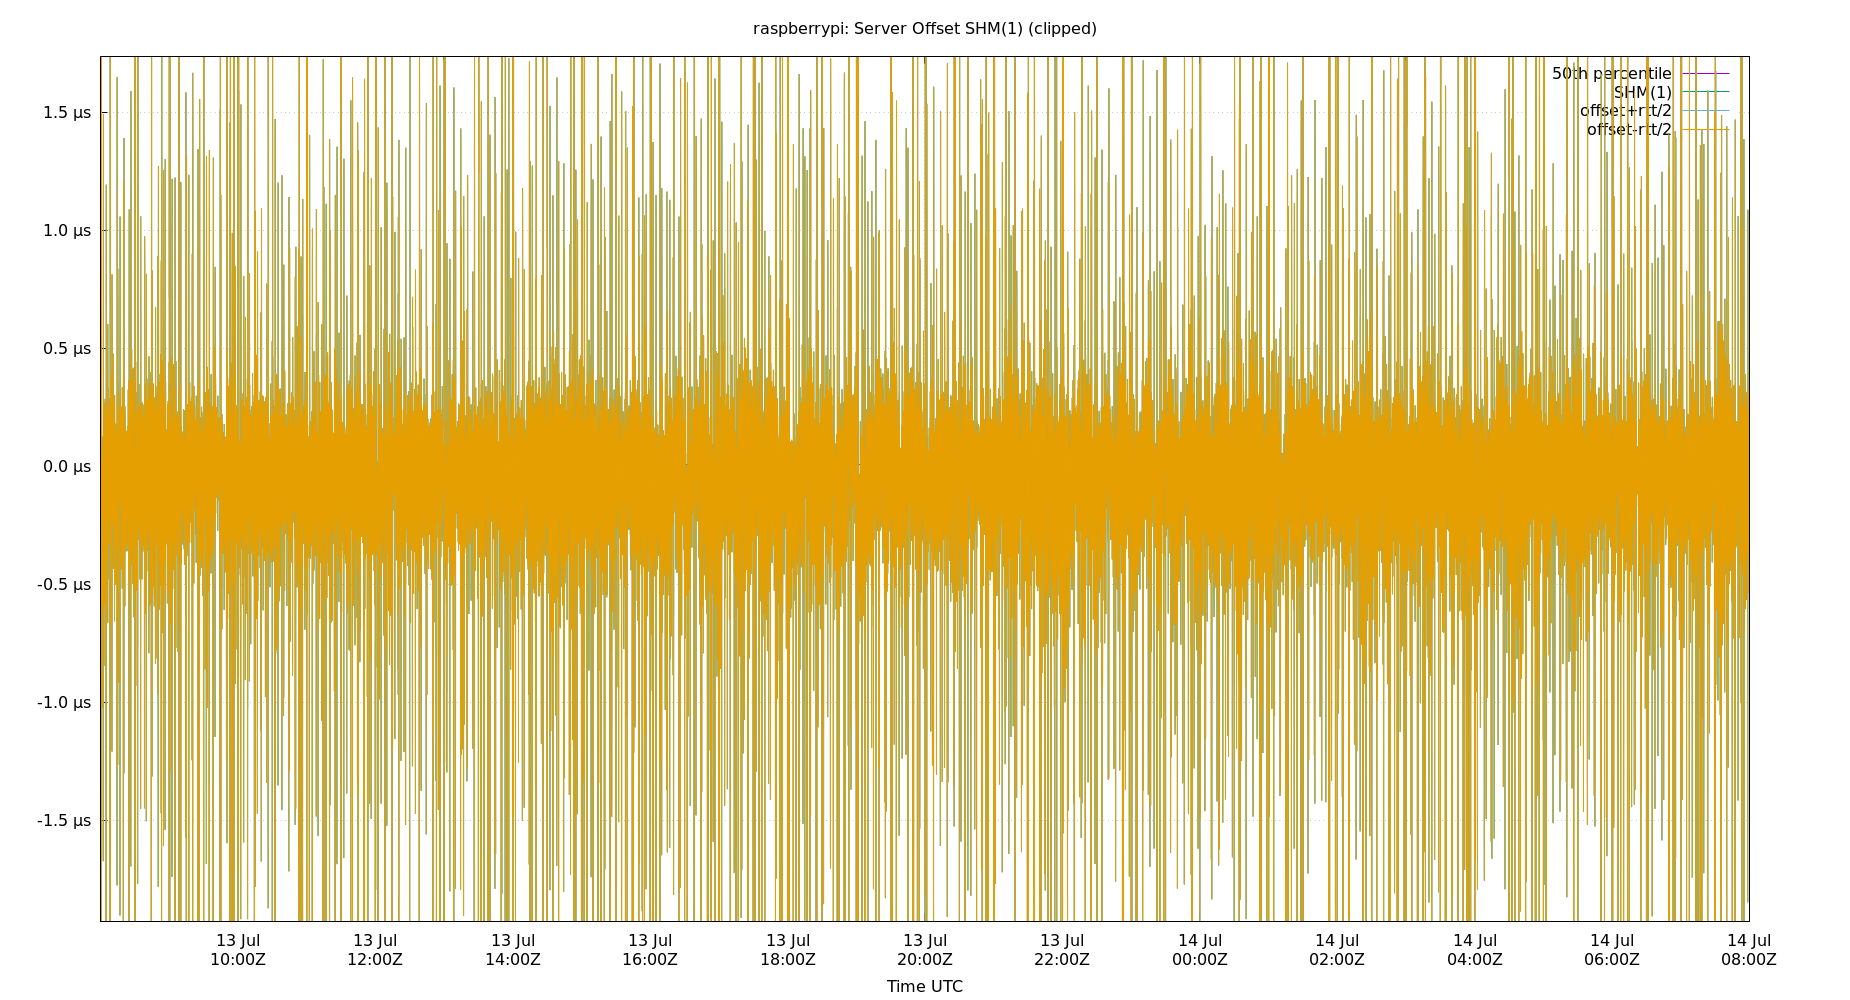 raspberrypi: Server Offset SHM(1) (clipped)
50th percentile
SHM(1)
offset+rtt/2
offset-rtt/2
1.5 µs
1.0 µs
0.5 µs
0.0 µs
-0.5 µs
-1.0 µs
-1.5 µs
13 Jul 13 Jul 13 Jul 13 Jul 13 Jul 13 Jul 13 Jul 14 Jul 14 Jul 14 Jul 14 Jul 14 Jul
10:00Z 12:00Z 14:00Z 16:00Z 18:00Z 20:00Z 22:00Z 00:00Z 02:00Z 04:00Z 06:00Z 08:00Z
Time UTC